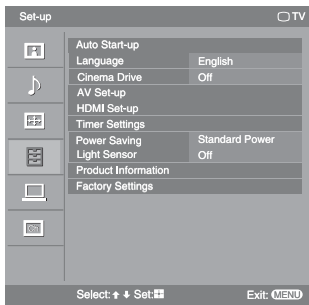 Set-up TV
Auto Start-up
Language English
Cinema Drive Off
AV Set-up
HDMI Set-up
Timer Settings
Power Saving Standard Power
Light Sensor Off
Product Information
Factory Settings
Select: ↑ ↓ Set: Exit: MENU